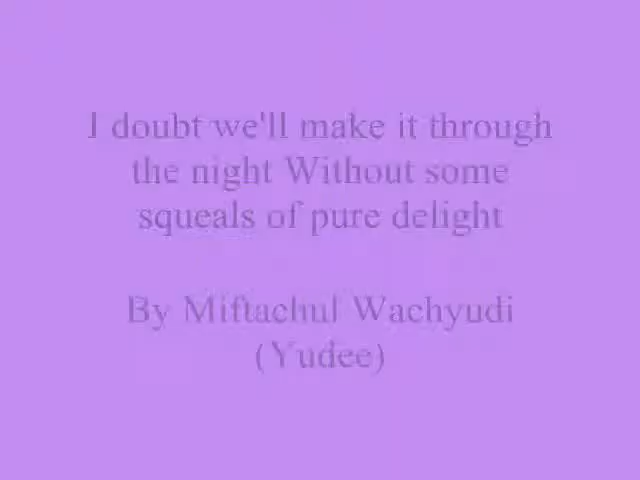 I doubt we'll make it through
the night Without some
squeals of pure delight
By Miftachul Wachyudi
(Yudee)